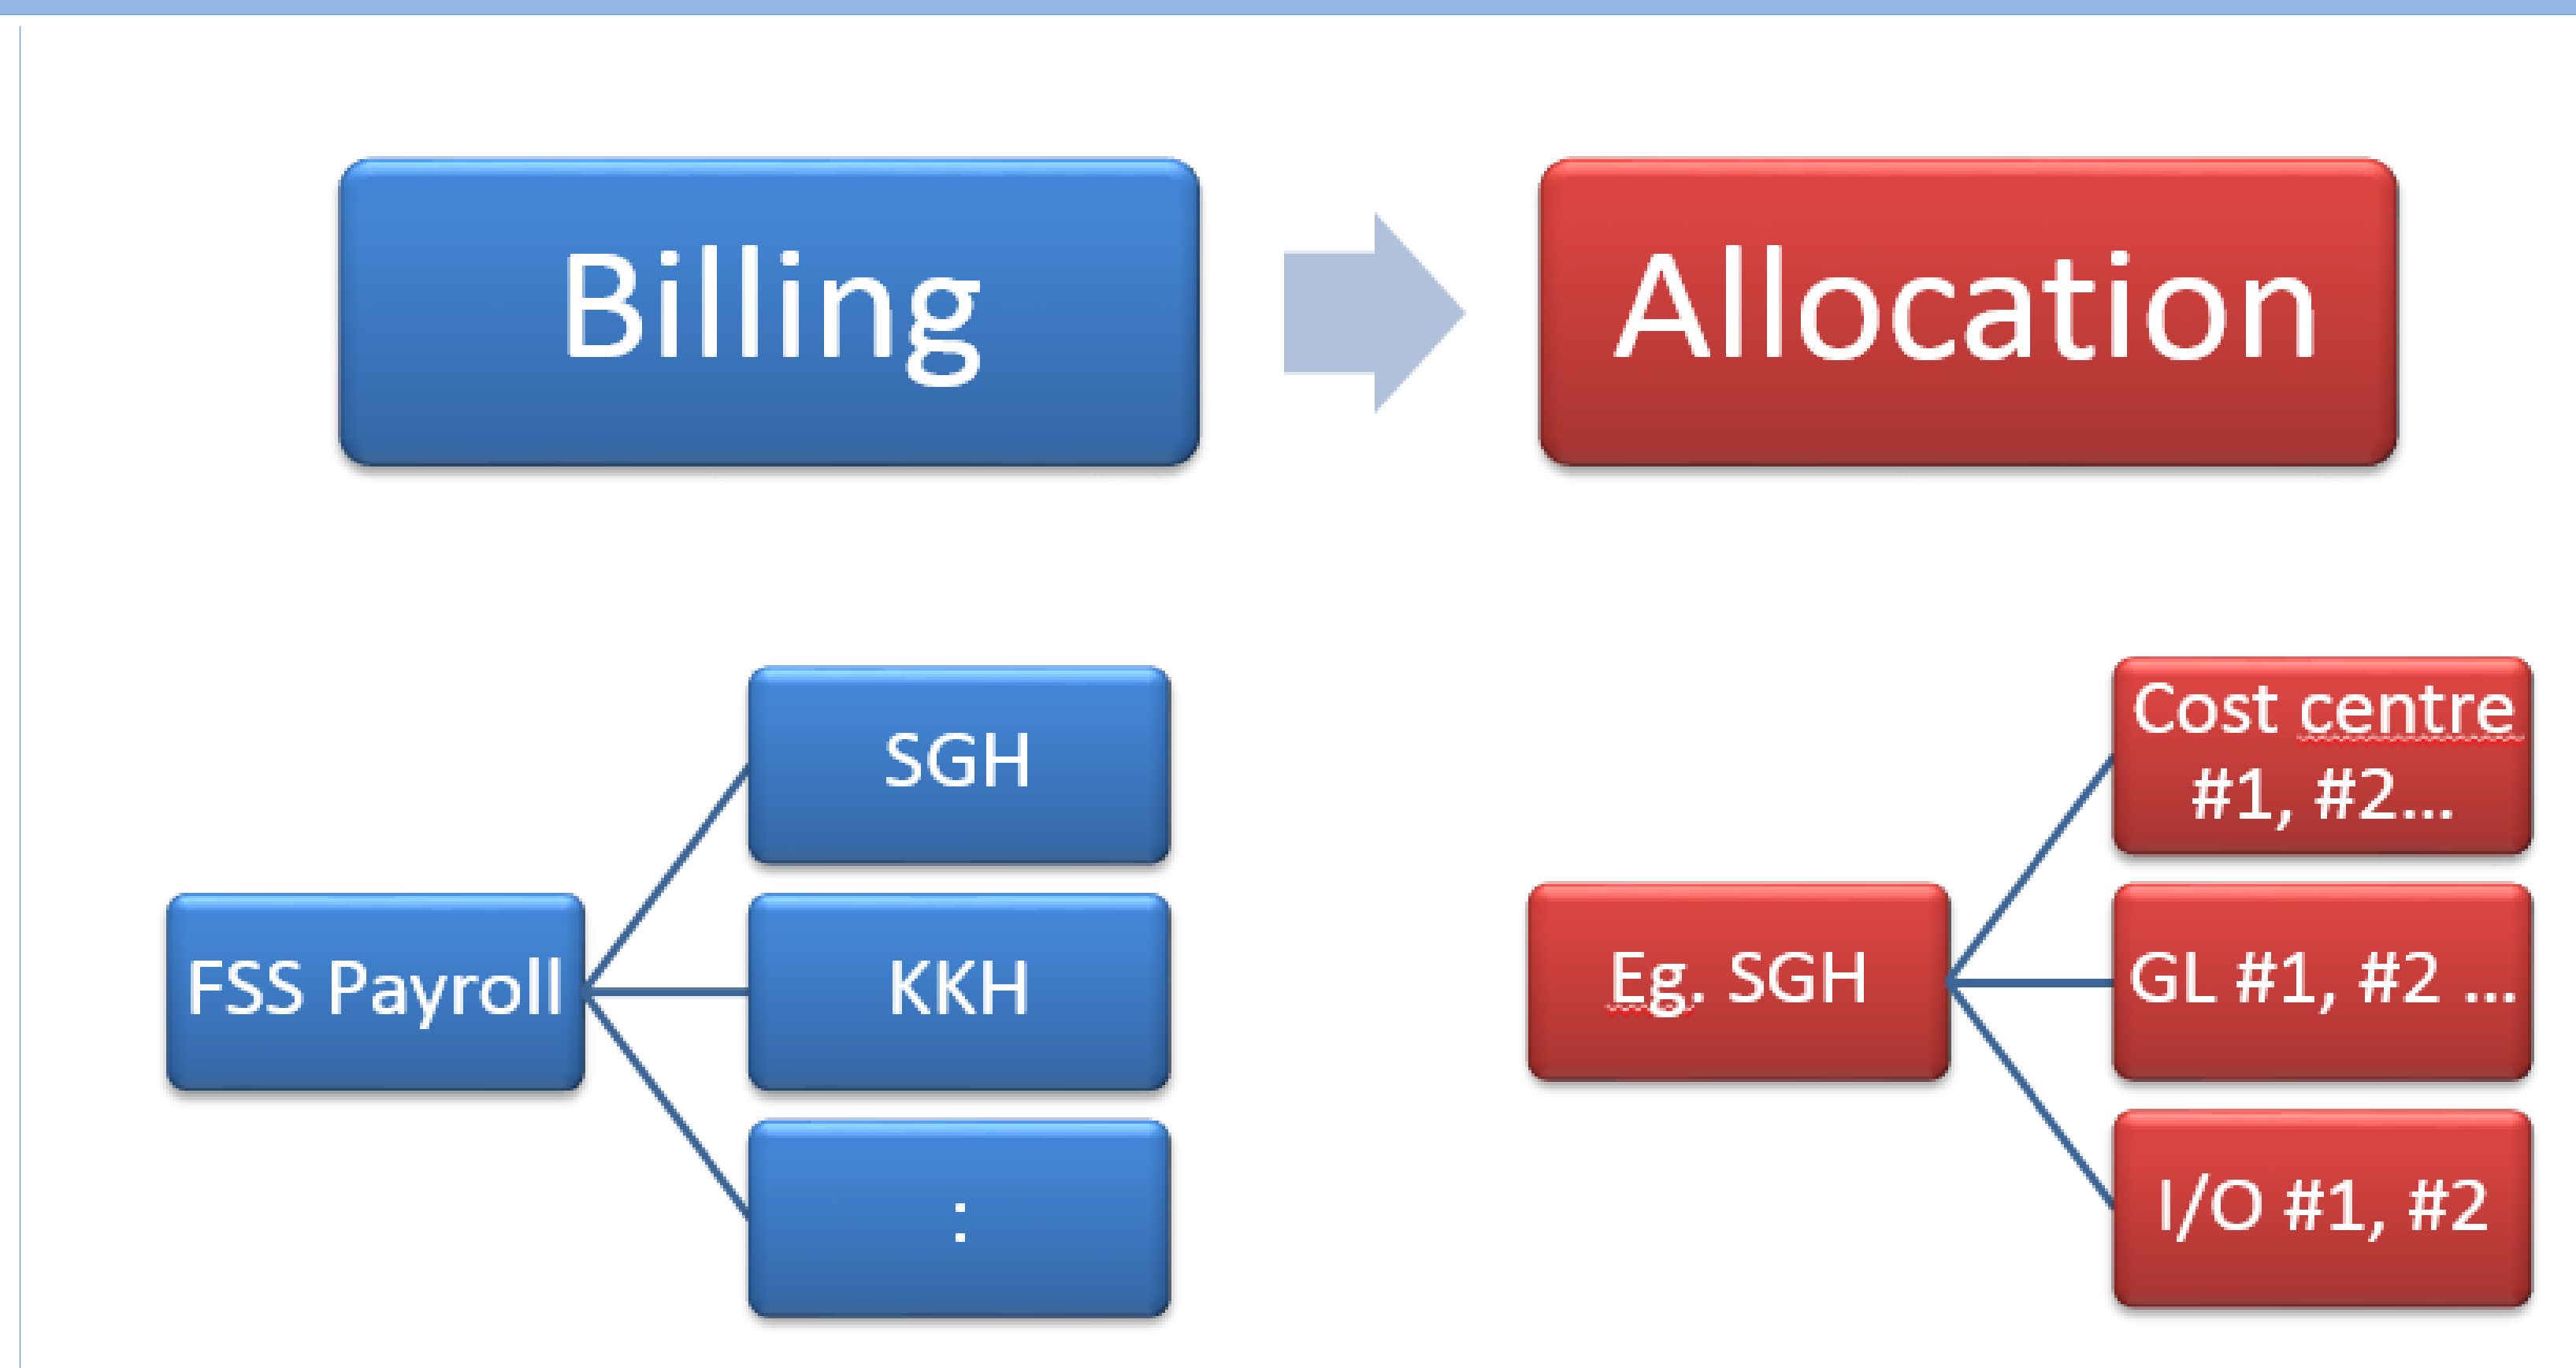 Billing
Allocation
FSS Payroll
SGH
KKH
:
Eg. SGH
Cost centre
#1, #2...
GL #1, #2 ...
I/O #1, #2